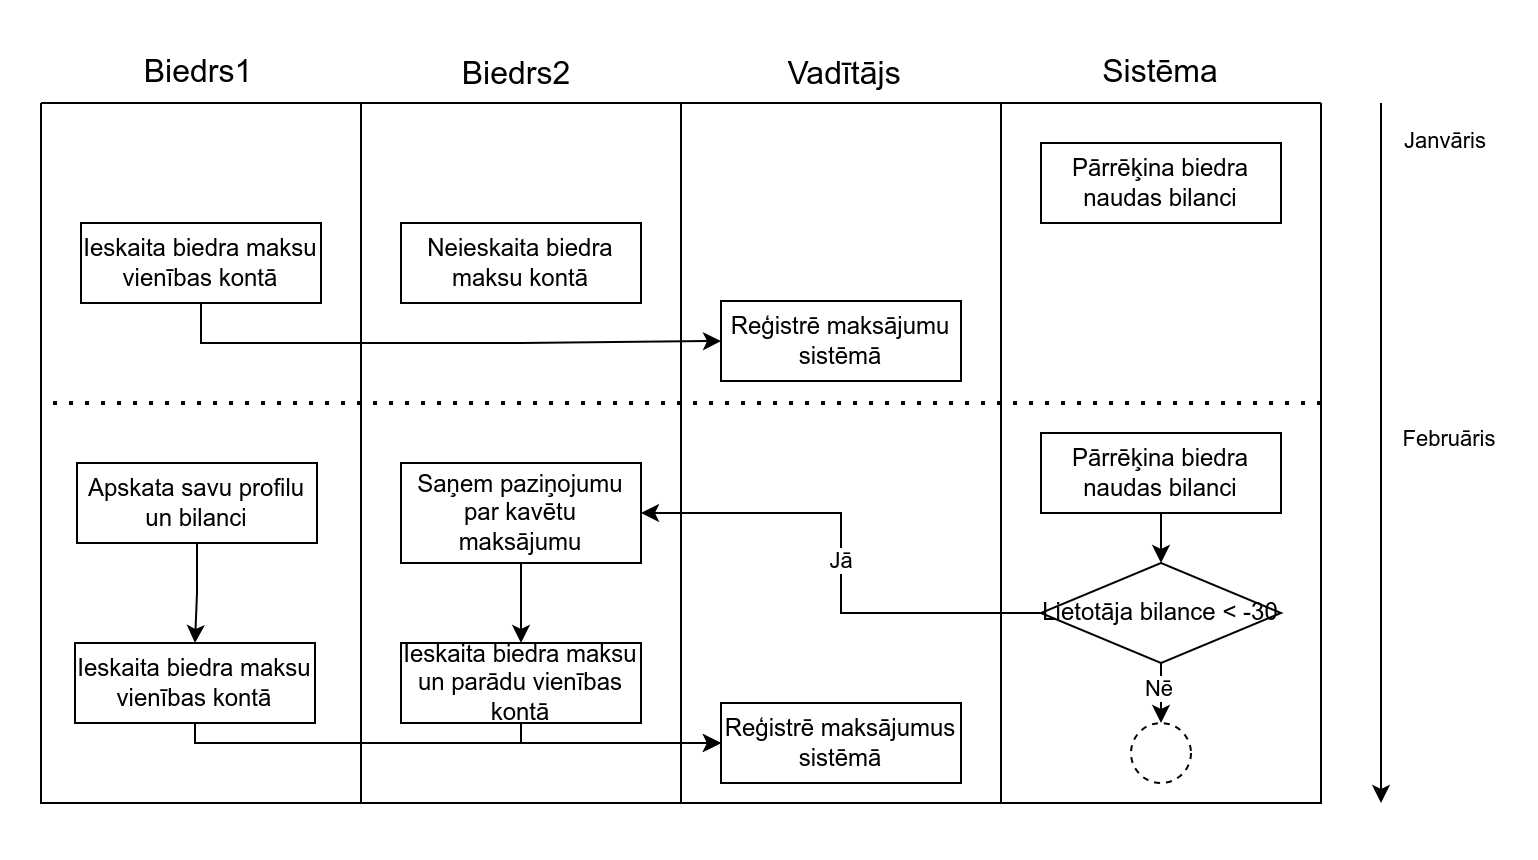 Biedrs1
Biedrs2
Vadītājs
Sistēma
Janvāris
Pārrēķina biedra
naudas bilanci
Ieskaita biedra maksu
vienības kontā
Neieskaita biedra
maksu kontā
Reģistrē maksājumu
sistēmā
Februāris
Pārrēķina biedra
naudas bilanci
Apskata savu profilu
un bilanci
Saņem paziņojumu
par kavētu
maksājumu
Jā
Lietotāja bilance < -30
Nē
Ieskaita biedra maksu
vienības kontā
Ieskaita biedra maksu
un parādu vienības
kontā
Reģistrē maksājumus
sistēmā